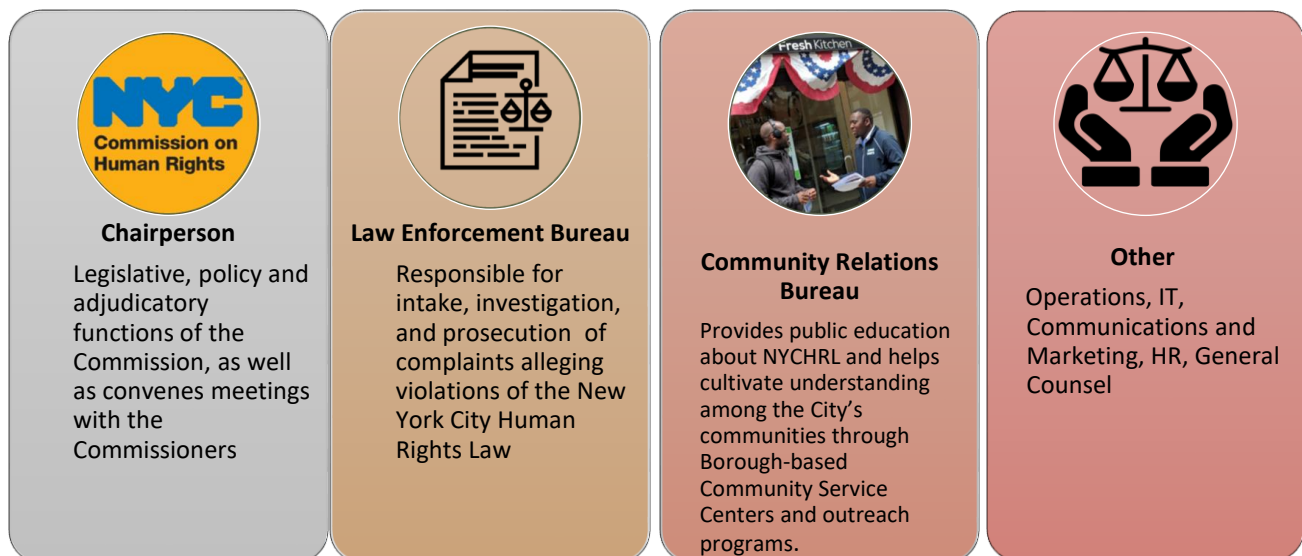 NYC
Commission on
Human Rights
Chairperson
Legislative, policy and
adjudicatory
functions of the
Commission, as well
as convenes meetings
with the
Commissioners
Law Enforcement Bureau
Responsible for
intake, investigation,
and prosecution of
complaints alleging
violations of the New
York City Human
Rights Law
Fresh Kitchen
Community Relations
Bureau
Provides public education
about NYCHRL and helps
cultivate understanding
among the City's
communities through
Borough-based
Community Service
Centers and outreach
programs.
Other
Operations, IT,
Communications and
Marketing, HR, General
Counsel